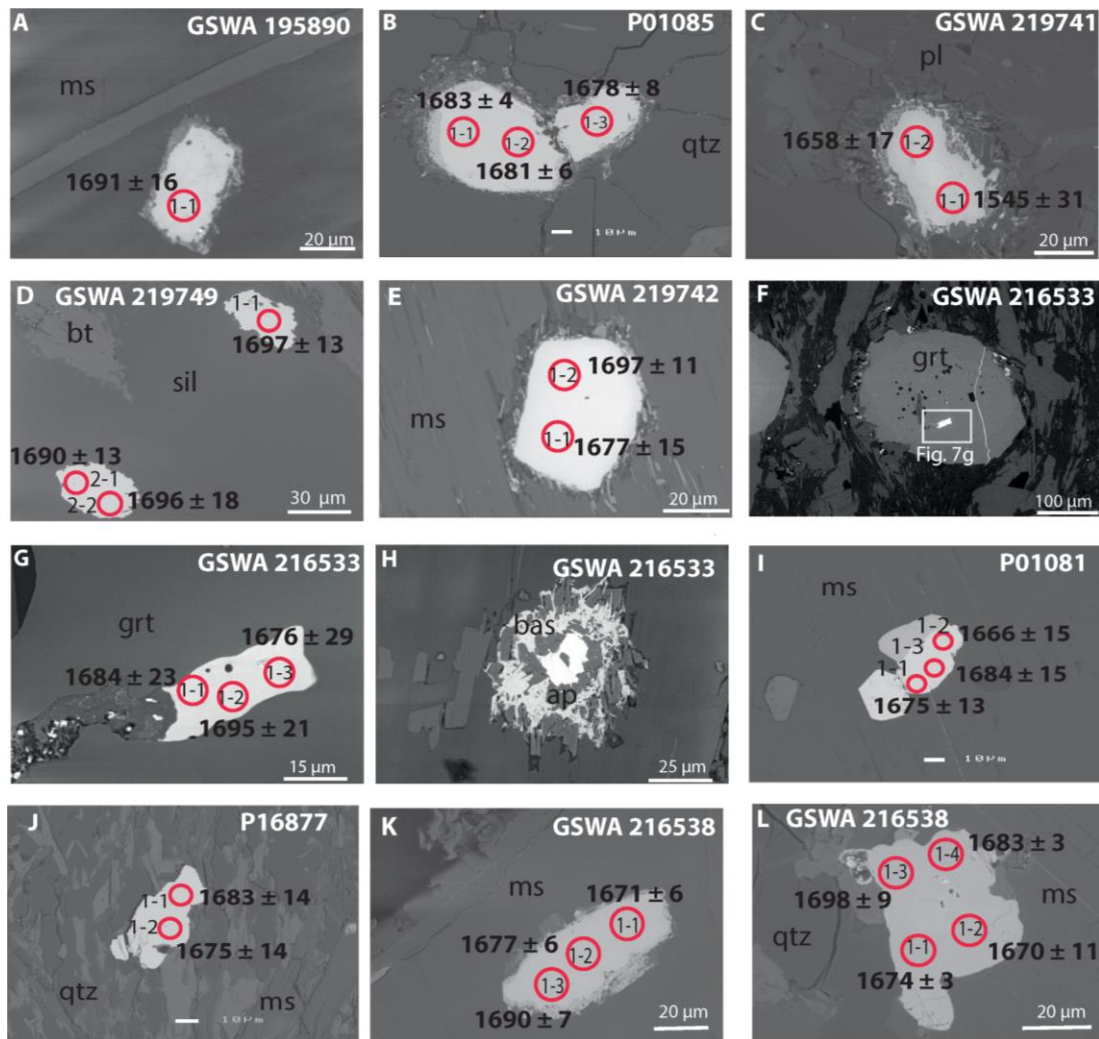 A
GSWA 195890
ms
1691 ± 16
1-1
20 µm
B
P01085
1683 ± 4
1678 ± 8
1-1
1-2
1-3
1681 ± 6
qtz
10µm
C
GSWA 219741
pl
1658 ± 17
1-2
1-1
1545 ± 31
20 µm
D
GSWA 219749
1-1
bt
1697 ± 13
sil
1690 ± 13
2-1
2-2
1696 ± 18
30 µm
E
GSWA 219742
1-2
1697 ± 11
ms
1-1
1677 ± 15
20 µm
F
GSWA 216533
grt
Fig. 7g
100 µm
G
GSWA 216533
grt
1676 ± 29
1684 ± 23
1-3
1-1
1-2
1695 ± 21
15 µm
H
GSWA 216533
bas
ap
25 µm
I
P01081
ms
1-2
1666 ± 15
1-3
1-1
1684 ± 15
1675 ± 13
10µm
J
P16877
1-1
1683 ± 14
1-2
1675 ± 14
qtz
ms
10µm
K
GSWA 216538
ms
1671 ± 6
1-1
1677 ± 6
1-2
1-3
1690 ± 7
20 µm
L
GSWA 216538
1683 ± 3
1-4
1-3
ms
1698 ± 9
qtz
1-2
1-1
1670 ± 11
1674 ± 3
20 µm